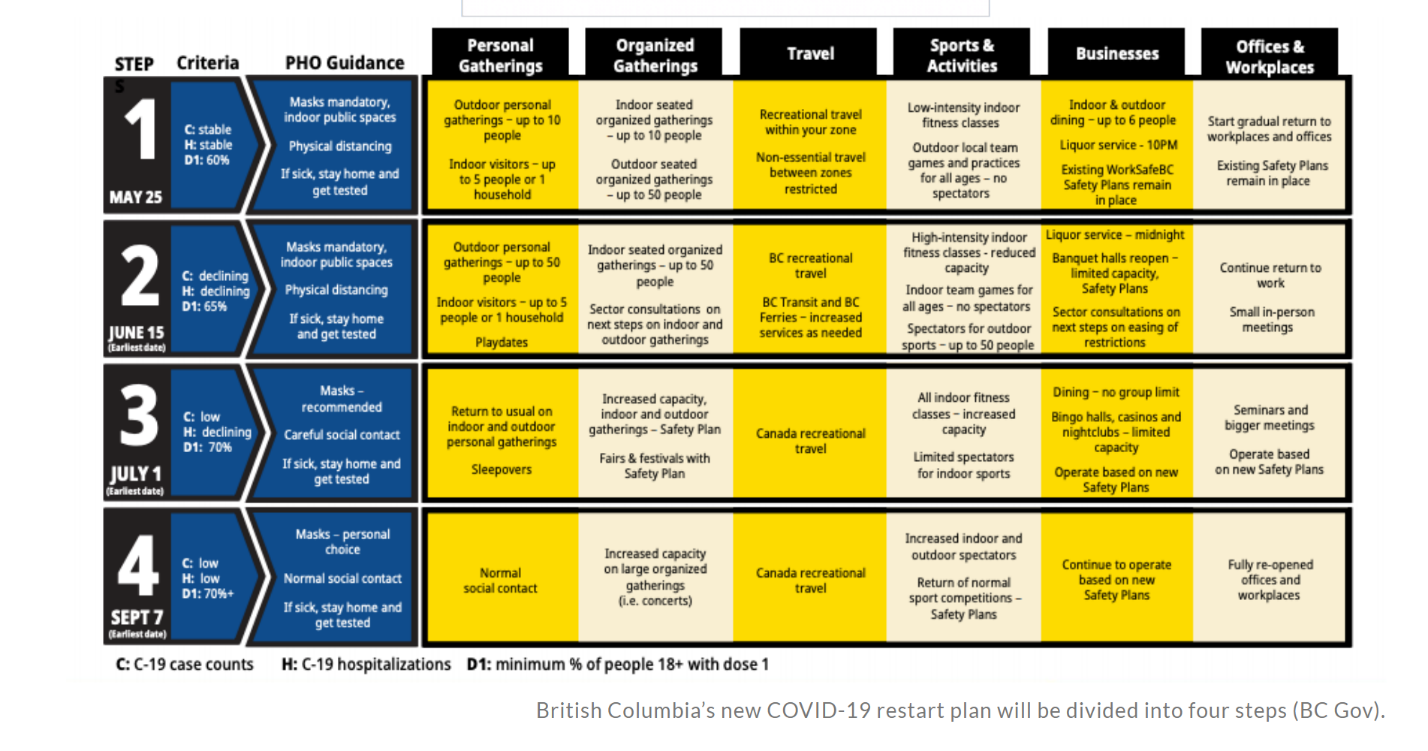 STEP
S
Criteria
PHO Guidance
Personal
Gatherings
Organized
Gatherings
Travel
Sports &
Activities
Businesses
Offices &
Workplaces
1
MAY 25
C: stable
H: stable
D1: 60%
Masks mandatory,
indoor public spaces
Physical distancing
If sick, stay home and
get tested
Outdoor personal
gatherings – up to 10
people
Indoor visitors – up
to 5 people or 1
household
Indoor seated
organized gatherings
– up to 10 people
Outdoor seated
organized gatherings
– up to 50 people
Recreational travel
within your zone
Non-essential travel
between zones
restricted
Low-intensity indoor
fitness classes
Outdoor local team
games and practices
for all ages – no
spectators
Indoor & outdoor
dining – up to 6 people
Liquor service - 10PM
Existing WorkSafeBC
Safety Plans remain
in place
Start gradual return to
workplaces and offices
Existing Safety Plans
remain in place
2
JUNE 15
(Earliest date)
C: declining
H: declining
D1: 65%
Masks mandatory,
indoor public spaces
Physical distancing
If sick, stay home
and get tested
Outdoor personal
gatherings – up to 50
people
Indoor visitors – up to 5
people or 1 household
Playdates
Indoor seated organized
gatherings – up to 50
people
Sector consultations on
next steps on indoor and
outdoor gatherings
BC recreational
travel
BC Transit and BC
Ferries – increased
services as needed
High-intensity indoor
fitness classes - reduced
capacity
Indoor team games for
all ages – no spectators
Spectators for outdoor
sports – up to 50 people
Liquor service – midnight
Banquet halls reopen –
limited capacity,
Safety Plans
Sector consultations on
next steps on easing of
restrictions
Continue return to
work
Small in-person
meetings
3
JULY 1
(Earliest date)
C: low
H: declining
D1: 70%
Masks –
recommended
Careful social contact
If sick, stay home and
get tested
Return to usual on
indoor and outdoor
personal gatherings
Sleepovers
Increased capacity,
indoor and outdoor
gatherings – Safety Plan
Fairs & festivals with
Safety Plan
Canada recreational
travel
All indoor fitness
classes – increased
capacity
Limited spectators
for indoor sports
Dining – no group limit
Bingo halls, casinos and
nightclubs – limited
capacity
Operate based on new
Safety Plans
Seminars and
bigger meetings
Operate based
on new Safety Plans
4
SEPT 7
(Earliest date)
C: low
H: low
D1: 70%+
Masks – personal
choice
Normal social contact
If sick, stay home and
get tested
Normal
social contact
Increased capacity
on large organized
gatherings
(i.e. concerts)
Canada recreational
travel
Increased indoor and
outdoor spectators
Return of normal
sport competitions –
Safety Plans
Continue to operate
based on new
Safety Plans
Fully re-opened
offices and
workplaces
C: C-19 case counts H: C-19 hospitalizations D1: minimum % of people 18+ with dose 1
British Columbia’s new COVID-19 restart plan will be divided into four steps (BC Gov).